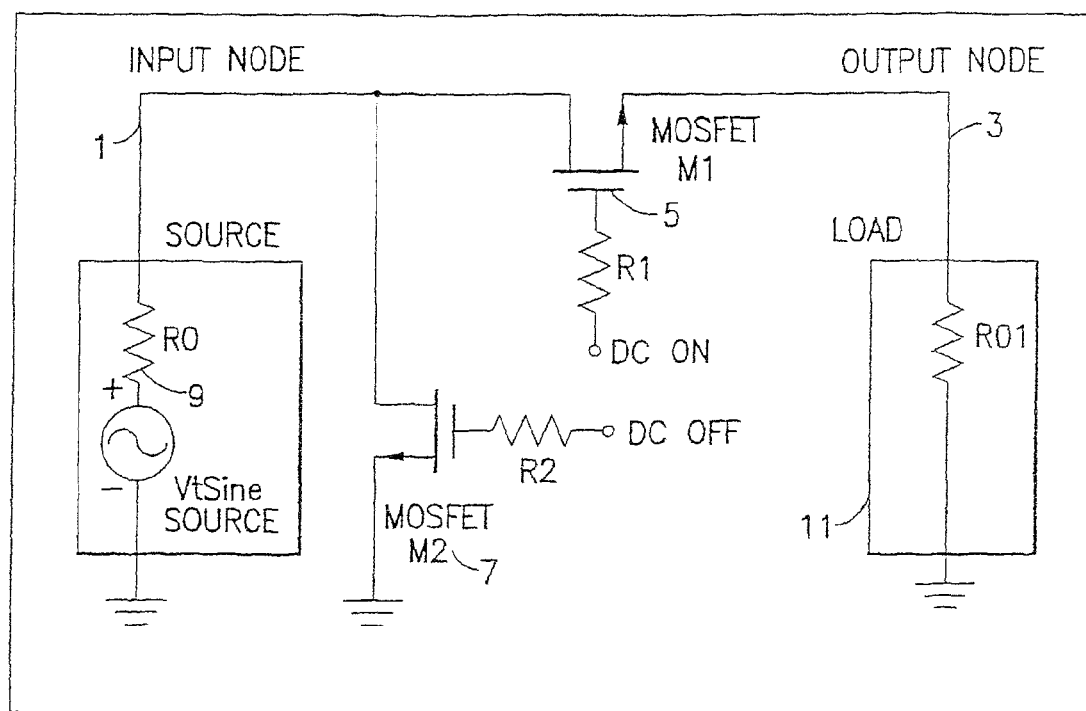 INPUT NODE
OUTPUT NODE
1
MOSFET
M1
3
5
SOURCE
LOAD
R1
R0
R01
DC ON
+
9
DC OFF
R2
–
VtSine
SOURCE
MOSFET
M2
7
11